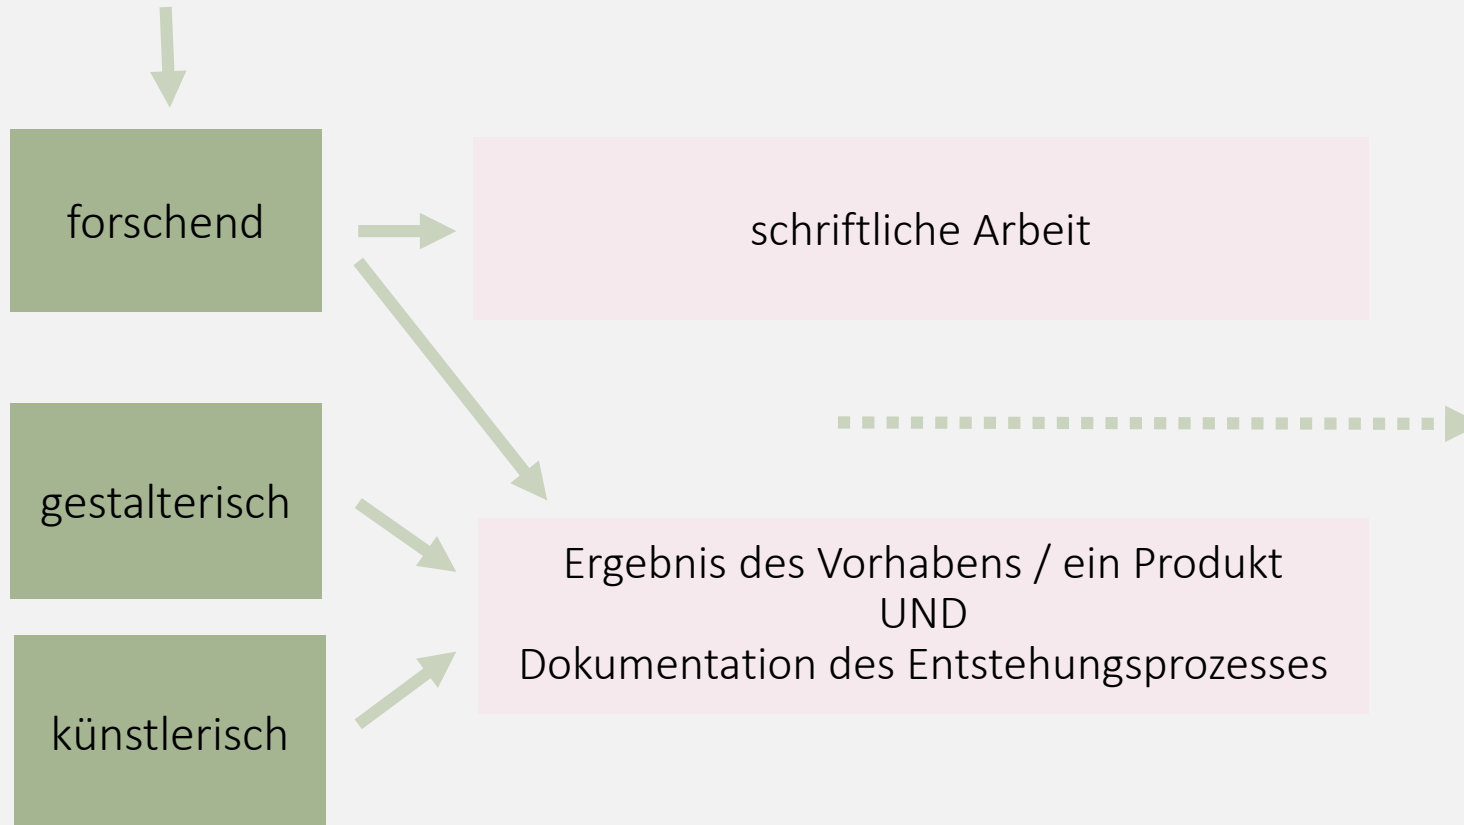 forschend
schriftliche Arbeit
gestalterisch
Ergebnis des Vorhabens / ein Produkt
UND
Dokumentation des Entstehungsprozesses
künstlerisch